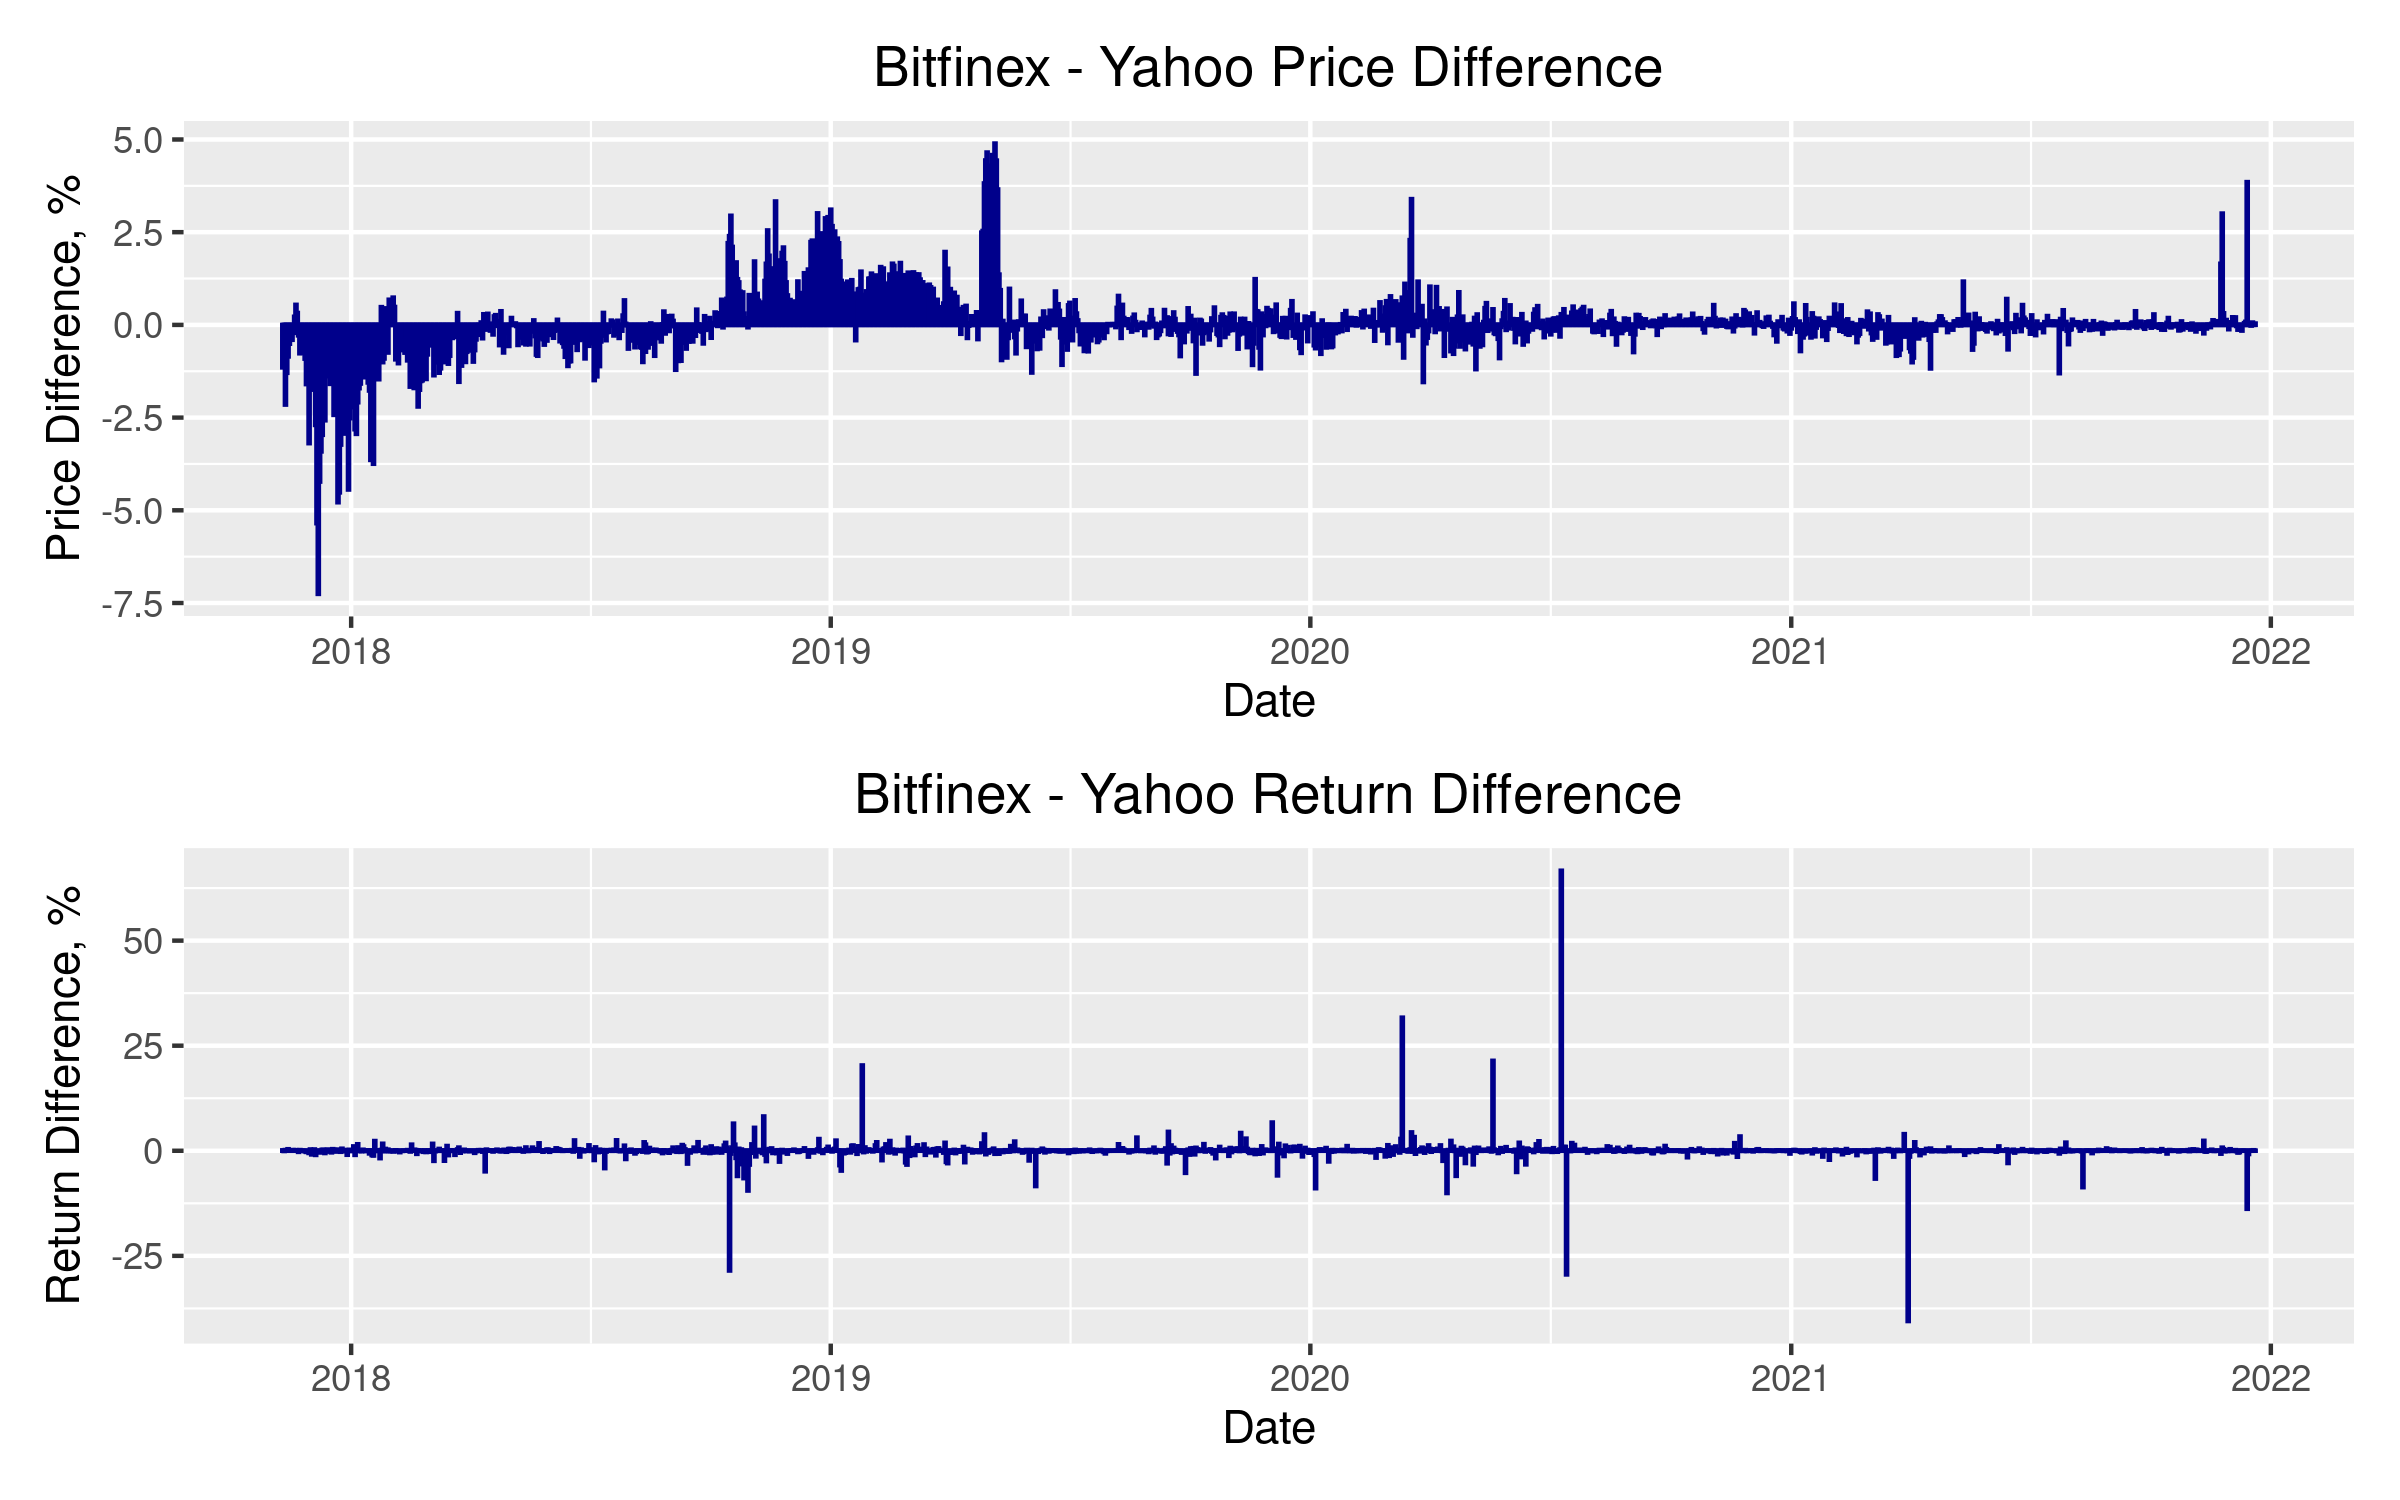 Bitfinex - Yahoo Price Difference
Price Difference, %
5.0
2.5
0.0
-2.5
-5.0
-7.5
2018 2019 2020 2021 2022
Date
Bitfinex - Yahoo Return Difference
Return Difference, %
50
25
0
-25
2018 2019 2020 2021 2022
Date